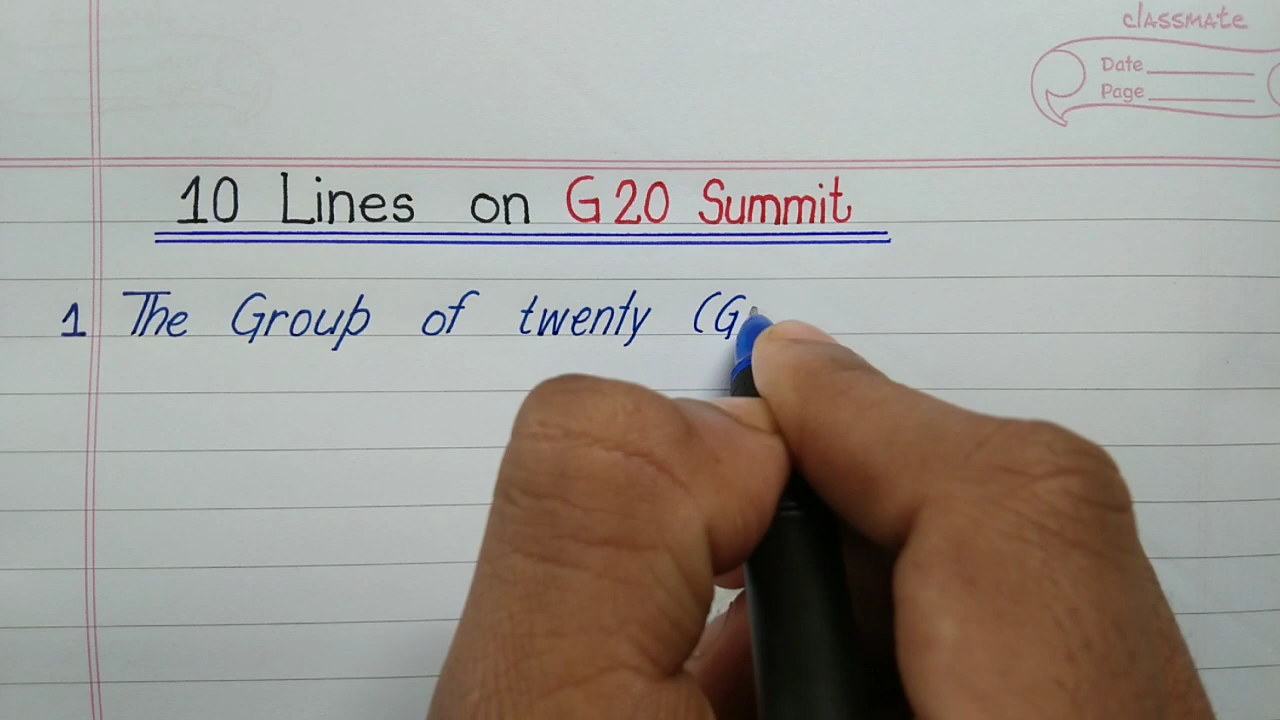 classmate
Date
Page
10 Lines on G20 Summit
1 The Group of twenty (G